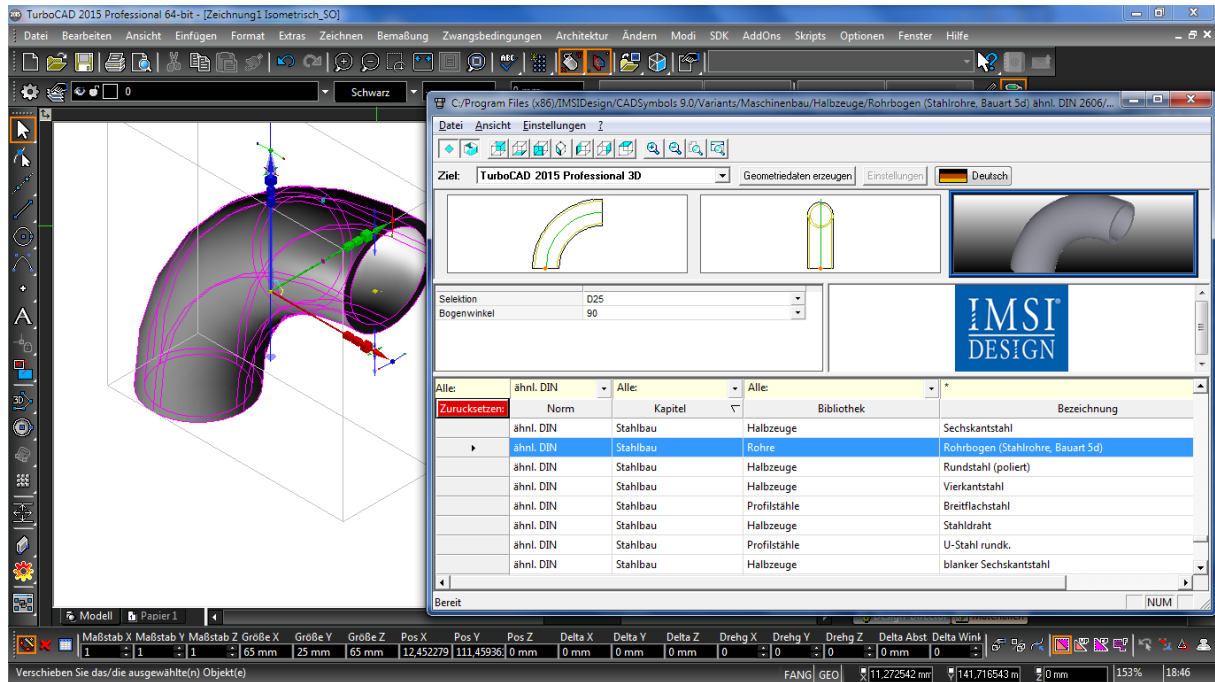 TurboCAD 2015 Professional 64-bit - [Zeichnung1 Isometrisch_SO]
Datei Bearbeiten Ansicht Einfügen Format Extras Zeichnen Bemaßung Zwangsbedingungen Architektur Ändern Modi SDK AddOns Skripts Optionen Fenster Hilfe
ABC
0 Schwarz
C:/Program Files (x86)/IMSIDesign/CADSymbols 9.0/Variants/Maschinenbau/Halbzeuge/Rohrbogen (Stahlrohre, Bauart 5d) ähnl. DIN 2606/...
Datei Ansicht Einstellungen ?
Ziel: TurboCAD 2015 Professional 3D Geometriedaten erzeugen Einstellungen Deutsch
Selektion D25
Bogenwinkel 90
IMSI
DESIGN
Alle: ähnl. DIN Alle: Alle: *
Zurucksetzen: Norm Kapitel Bibliothek Bezeichnung
ähnl. DIN Stahlbau Halbzeuge Sechskantstahl
ähnl. DIN Stahlbau Rohre Rohrbogen (Stahlrohre, Bauart 5d)
ähnl. DIN Stahlbau Halbzeuge Rundstahl (poliert)
ähnl. DIN Stahlbau Halbzeuge Vierkantstahl
ähnl. DIN Stahlbau Profilstähle Breitflachstahl
ähnl. DIN Stahlbau Halbzeuge Stahldraht
ähnl. DIN Stahlbau Profilstähle U-Stahl rundk.
ähnl. DIN Stahlbau Halbzeuge blanker Sechskantstahl
Bereit NUM
A
3D
Modell Papier 1
Maßstab X Maßstab Y Maßstab Z Größe X Größe Y Größe Z Pos X Pos Y Pos Z Delta X Delta Y Delta Z Drehg X Drehg Y Drehg Z Delta Abst Delta Wink
1 1 1 65 mm 25 mm 65 mm 12,452279 111,45936 0 mm 0 mm 0 mm 0 mm 0 0 0 0 mm 0
Verschieben Sie das/die ausgewählte(n) Objekt(e) FANG GEO 11,272542 mm 141,716543 m 0 mm 153% 18:46